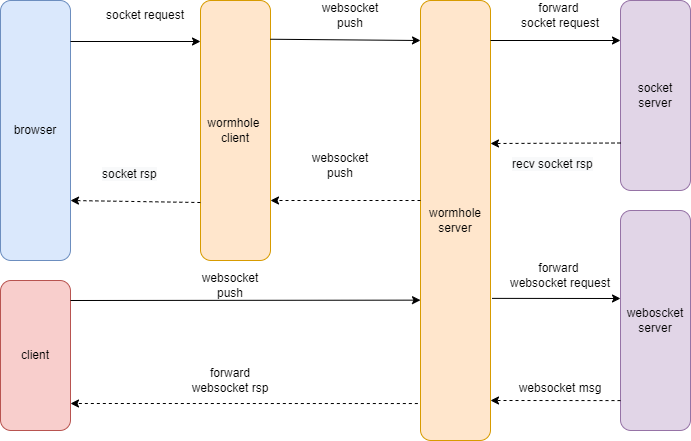 socket request
websocket
push
forward
socket request
browser
wormhole
client
socket
server
socket rsp
websocket
push
recv socket rsp
wormhole
server
websocket
push
forward
websocket request
client
weboscket
server
forward
websocket rsp
websocket msg